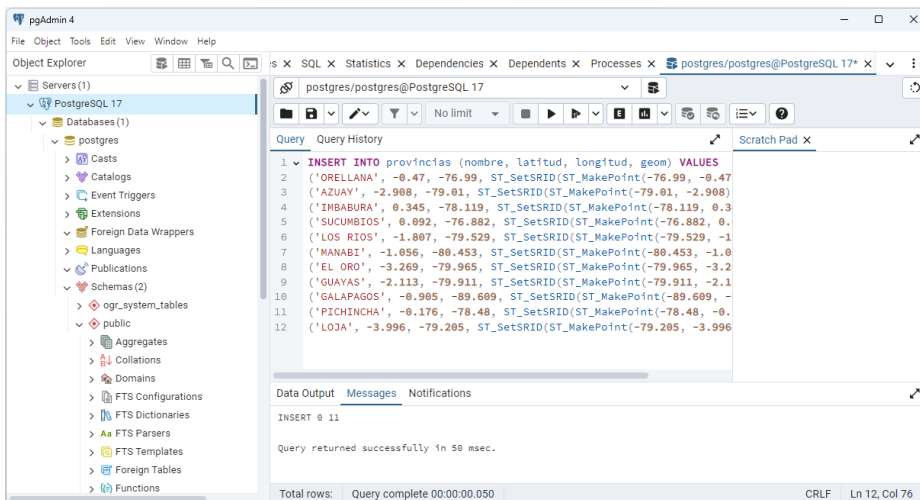 pgAdmin 4
File Object Tools Edit View Window Help
Object Explorer
s SQL Statistics Dependencies Dependents Processes postgres/postgres@PostgreSQL 17*
Servers (1)
PostgreSQL 17
Databases (1)
postgres
Casts
Catalogs
Event Triggers
Extensions
Foreign Data Wrappers
Languages
Publications
Schemas (2)
ogr_system_tables
public
Aggregates
Collations
Domains
FTS Configurations
FTS Dictionaries
Aa FTS Parsers
FTS Templates
Foreign Tables
Functions
postgres/postgres@PostgreSQL 17
No limit
Query Query History
Scratch Pad
1 INSERT INTO provincias (nombre, latitud, longitud, geom) VALUES
2 ('ORELLANA', -0.47, -76.99, ST_SetSRID(ST_MakePoint(-76.99, -0.47
3 ('AZUAY', -2.908, -79.01, ST_SetSRID(ST_MakePoint(-79.01, -2.908)
4 ('IMBABURA', 0.345, -78.119, ST_SetSRID(ST_MakePoint(-78.119, 0.3
5 ('SUCUMBIOS', 0.092, -76.882, ST_SetSRID(ST_MakePoint(-76.882, 0.
6 ('LOS RIOS', -1.807, -79.529, ST_SetSRID(ST_MakePoint(-79.529, -1
7 ('MANABI', -1.056, -80.453, ST_SetSRID(ST_MakePoint(-80.453, -1.0
8 ('EL ORO', -3.269, -79.965, ST_SetSRID(ST_MakePoint(-79.965, -3.2
9 ('GUAYAS', -2.113, -79.911, ST_SetSRID(ST_MakePoint(-79.911, -2.1
10 ('GALAPAGOS', -0.905, -89.609, ST_SetSRID(ST_MakePoint(-89.609, -
11 ('PICHINCHA', -0.176, -78.48, ST_SetSRID(ST_MakePoint(-78.48, -0.
12 ('LOJA', -3.996, -79.205, ST_SetSRID(ST_MakePoint(-79.205, -3.996
Data Output Messages Notifications
INSERT 0 11
Query returned successfully in 50 msec.
Total rows: Query complete 00:00:00.050 CRLF Ln 12, Col 76